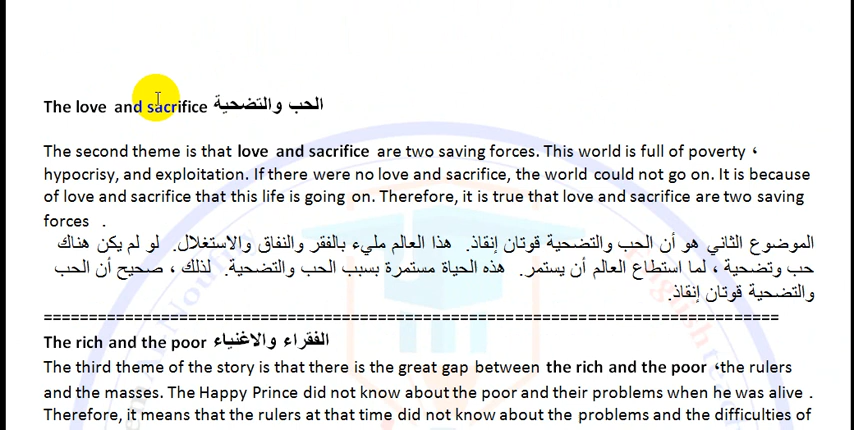 The love and sacrifice الحب والتضحية
The second theme is that love and sacrifice are two saving forces. This world is full of poverty ،
hypocrisy, and exploitation. If there were no love and sacrifice, the world could not go on. It is because
of love and sacrifice that this life is going on. Therefore, it is true that love and sacrifice are two saving
forces .
الموضوع الثاني هو أن الحب والتضحية قوتان إنقاذ. هذا العالم مليء بالفقر والنفاق والاستغلال. لو لم يكن هناك
حب وتضحية ، لما استطاع العالم أن يستمر. هذه الحياة مستمرة بسبب الحب والتضحية. لذلك ، صحيح أن الحب
والتضحية قوتان إنقاذ.
==================================================================================
The rich and the poor الفقراء والاغنياء
The third theme of the story is that there is the great gap between the rich and the poor ،the rulers
and the masses. The Happy Prince did not know about the poor and their problems when he was alive .
Therefore, it means that the rulers at that time did not know about the problems and the difficulties of